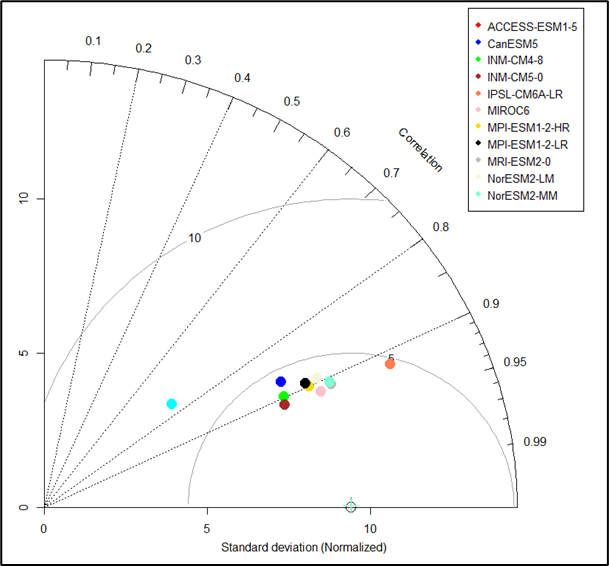 ACCESS-ESM1-5
CanESM5
INM-CM4-8
INM-CM5-0
IPSL-CM6A-LR
MIROC6
MPI-ESM1-2-HR
MPI-ESM1-2-LR
MRI-ESM2-0
NorESM2-LM
NorESM2-MM
0.1
0.2
0.3
0.4
0.5
0.6
0.7
0.8
0.9
0.95
0.99
Correlation
10
5
10
5
0
0
5
10
Standard deviation (Normalized)